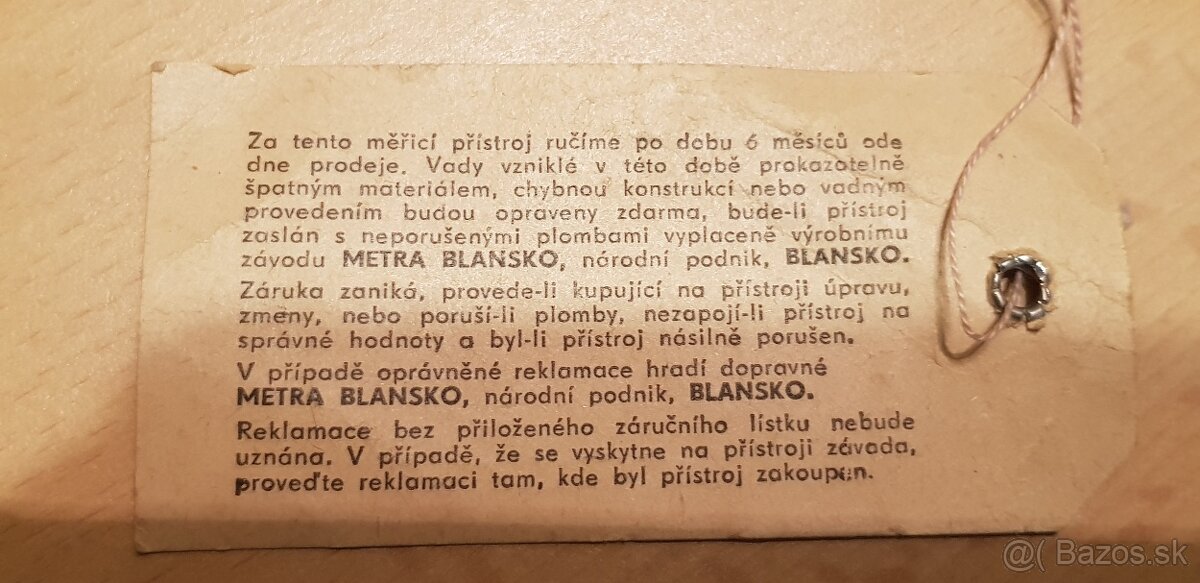 Za tento měřicí přístroj ručíme po dobu 6 měsíců ode
dne prodeje. Vady vzniklé v této době prokazatelně
špatným materiálem, chybnou konstrukcí nebo vadným
provedením budou opraveny zdarma, bude-li přístroj
zaslán s neporušenými plombami vyplaceně výrobnímu
závodu METRA BLANSKO, národní podnik, BLANSKO.
Záruka zaniká, provede-li kupující na přístroji úpravu,
změny, nebo poruší-li plomby, nezapojí-li přístroj na
správné hodnoty a byl-li přístroj násilně porušen.
V případě oprávněné reklamace hradí dopravné
METRA BLANSKO, národní podnik, BLANSKO.
Reklamace bez přiloženého záručního lístku nebude
uznána. V případě, že se vyskytne na přístroji závada,
proveďte reklamaci tam, kde byl přístroj zakoupen.
@( Bazos.sk